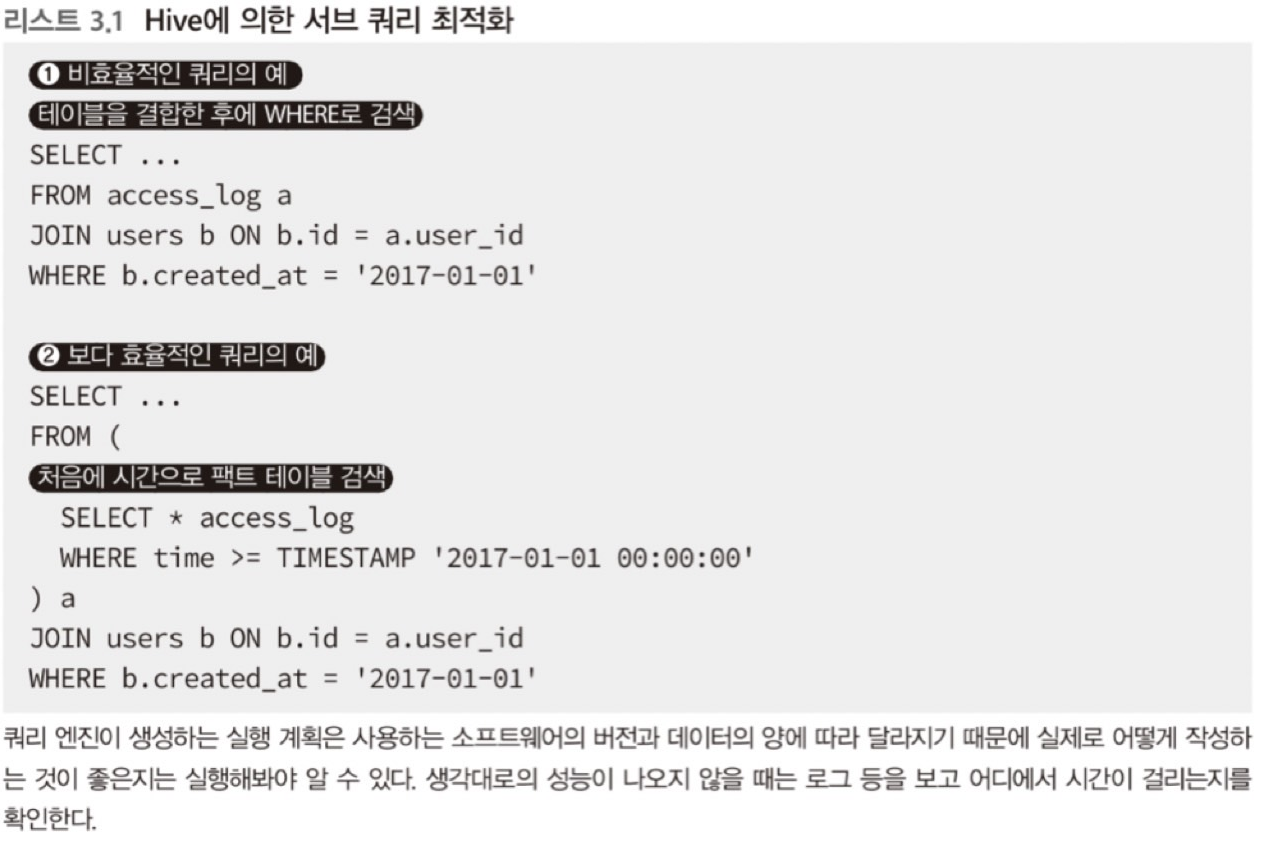 리스트 3.1 Hive에 의한 서브 쿼리 최적화
❶ 비효율적인 쿼리의 예
테이블을 결합한 후에 WHERE로 검색
SELECT ...
FROM access_log a
JOIN users b ON b.id = a.user_id
WHERE b.created_at = '2017-01-01'
❷ 보다 효율적인 쿼리의 예
SELECT ...
FROM (
처음에 시간으로 팩트 테이블 검색
SELECT * access_log
WHERE time >= TIMESTAMP '2017-01-01 00:00:00'
) a
JOIN users b ON b.id = a.user_id
WHERE b.created_at = '2017-01-01'
쿼리 엔진이 생성하는 실행 계획은 사용하는 소프트웨어의 버전과 데이터의 양에 따라 달라지기 때문에 실제로 어떻게 작성하
는 것이 좋은지는 실행해봐야 알 수 있다. 생각대로의 성능이 나오지 않을 때는 로그 등을 보고 어디에서 시간이 걸리는지를
확인한다.